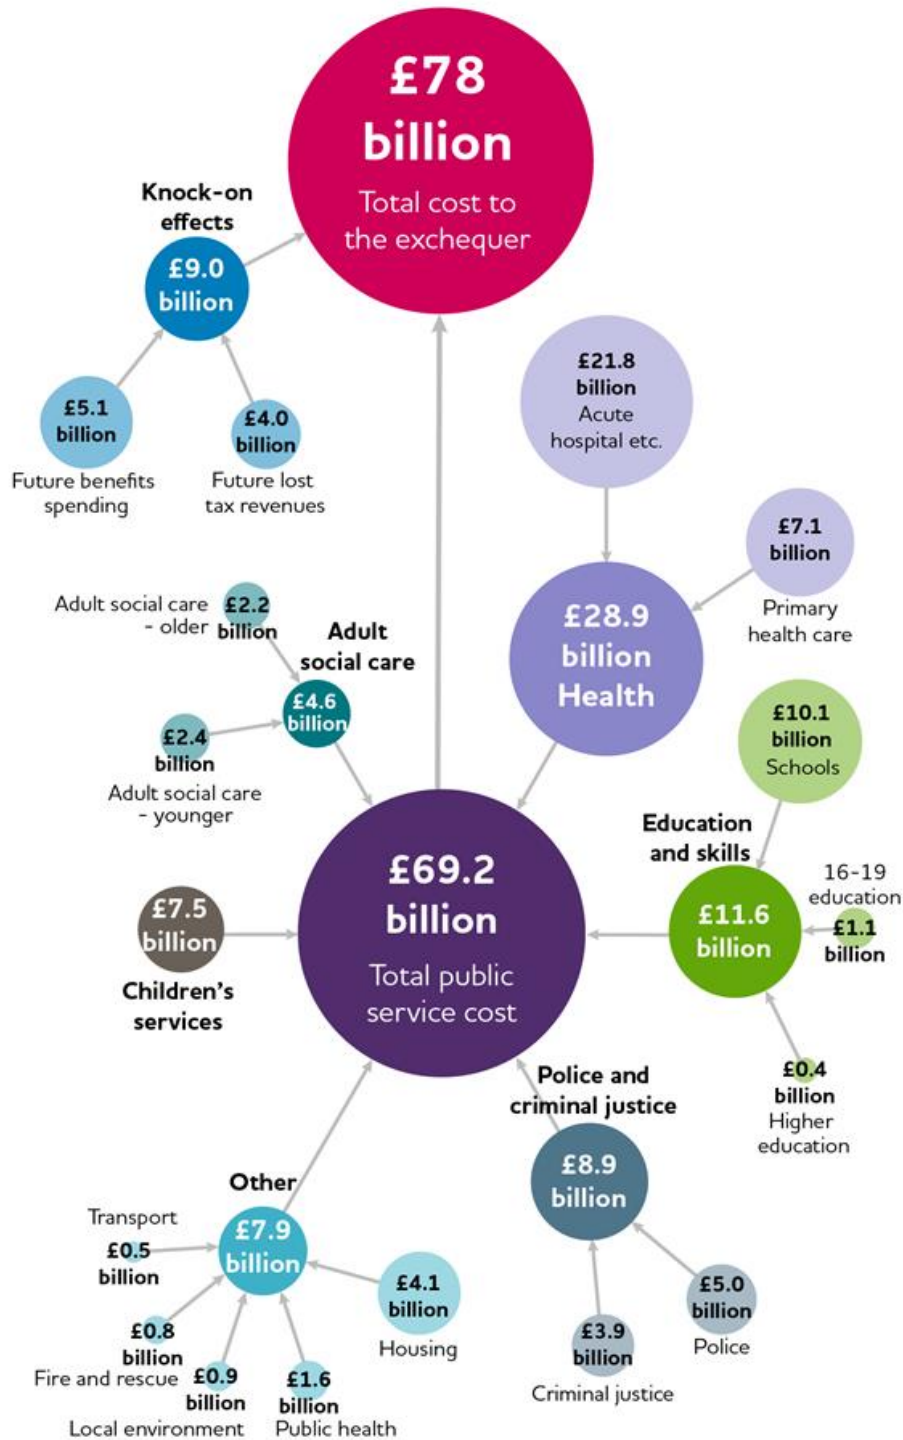 £78
billion
Total cost to
the exchequer
Knock-on
effects
£9.0
billion
£5.1
billion
Future benefits
spending
£4.0
billion
Future lost
tax revenues
£21.8
billion
Acute
hospital etc.
£7.1
billion
Primary
health care
£28.9
billion
Health
Adult social care
- older
£2.2
billion
Adult
social care
£4.6
billion
£2.4
billion
Adult social care
- younger
£10.1
billion
Schools
Education
and skills
£11.6
billion
16-19
education
£1.1
billion
£0.4
billion
Higher
education
£69.2
billion
Total public
service cost
£7.5
billion
Children's
services
Police and
criminal justice
£8.9
billion
£5.0
billion
Police
£3.9
billion
Criminal justice
Other
£7.9
billion
Transport
£0.5
billion
£0.8
billion
Fire and rescue
£0.9
billion
Local environment
£1.6
billion
Public health
£4.1
billion
Housing